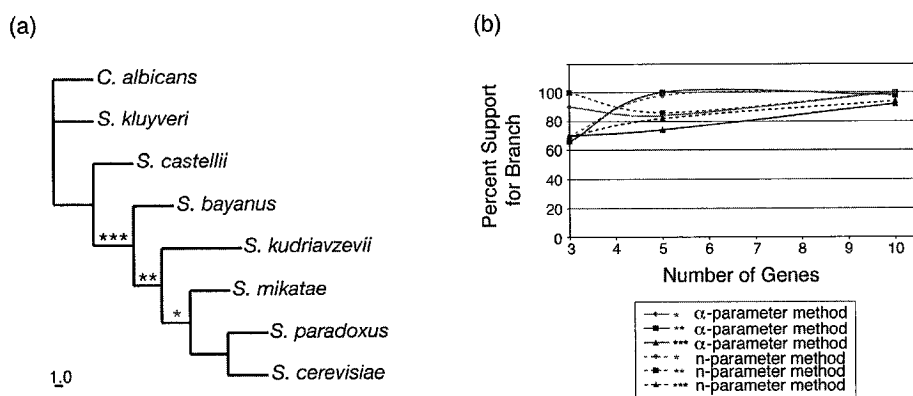 (a)
C. albicans
S. kluyveri
S. castellii
S. bayanus
***
S. kudriavzevii
**
S. mikatae
*
S. paradoxus
S. cerevisiae
1.0
(b)
Percent Support
for Branch
100
80
60
40
20
0
3 4 5 6 7 8 9 10
Number of Genes
* α-parameter method
** α-parameter method
*** α-parameter method
* n-parameter method
** n-parameter method
*** n-parameter method